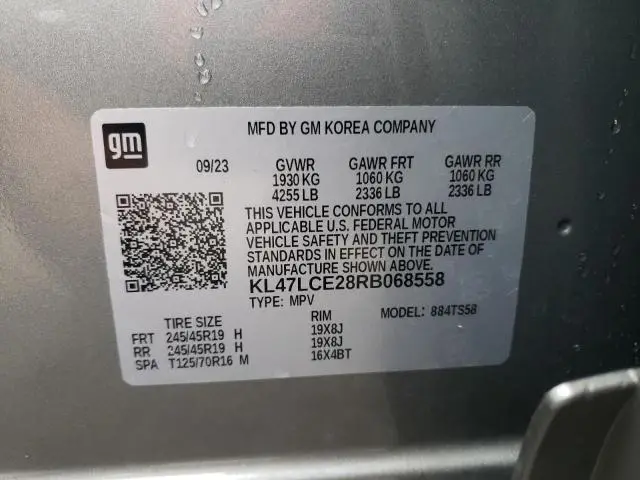 gm
MFD BY GM KOREA COMPANY
09/23 GVWR GAWR FRT GAWR RR
1930 KG 1060 KG 1060 KG
4255 LB 2336 LB 2336 LB
THIS VEHICLE CONFORMS TO ALL
APPLICABLE U.S. FEDERAL MOTOR
VEHICLE SAFETY AND THEFT PREVENTION
STANDARDS IN EFFECT ON THE DATE OF
MANUFACTURE SHOWN ABOVE.
KL47LCE28RB068558
TYPE: MPV MODEL: 884TS58
TIRE SIZE RIM
FRT 245/45R19 H 19X8J
RR 245/45R19 H 19X8J
SPA T125/70R16 M 16X4BT